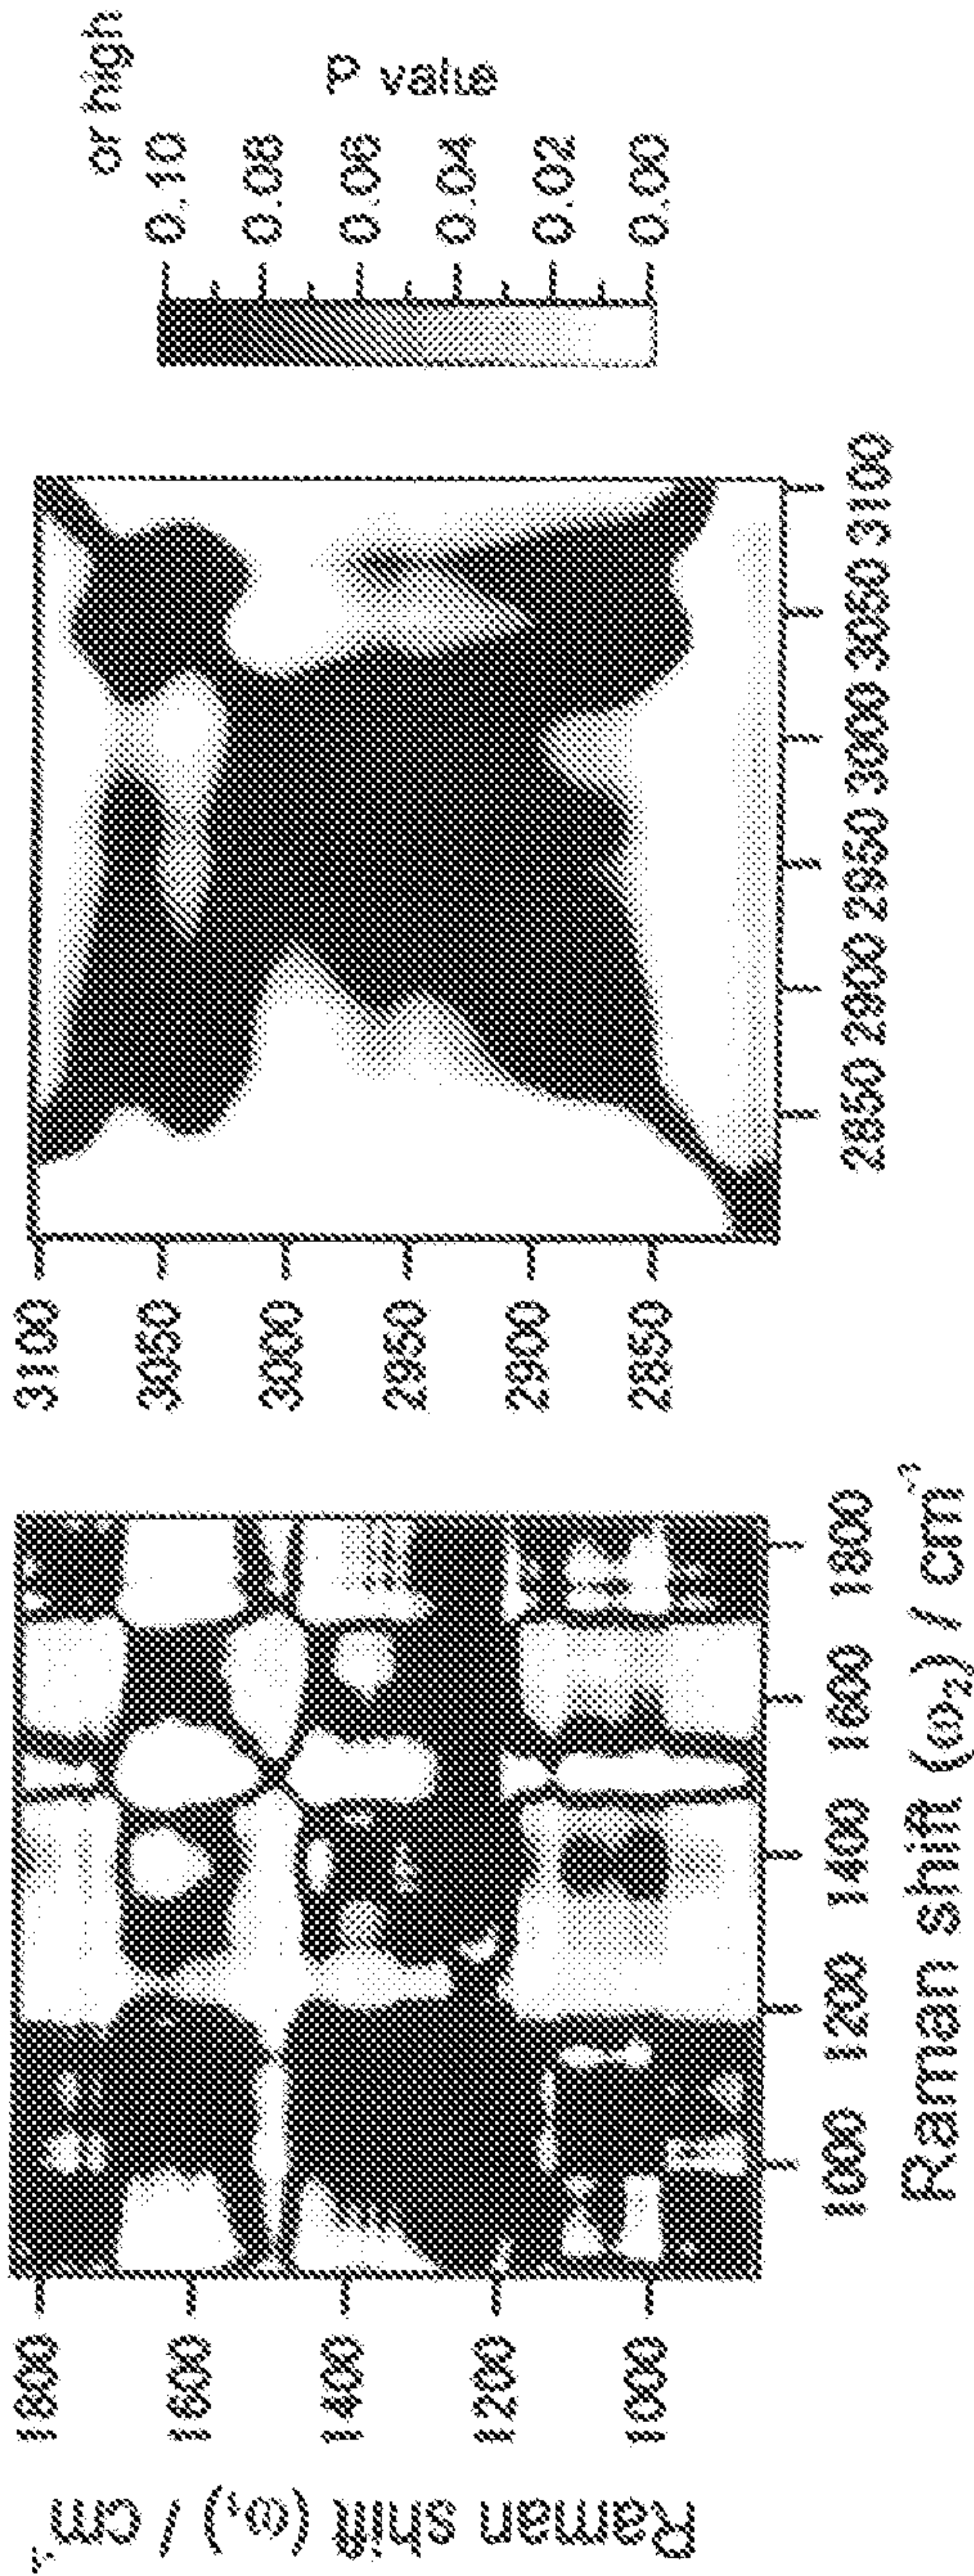 Raman shift (ω₁) / cm⁻¹
1800
1600
1400
1200
1000
1000 1200 1400 1600 1800
Raman shift (ω₂) / cm⁻¹
3100
3050
3000
2950
2900
2850
2850 2900 2950 3000 3050 3100
or high
0.10
0.08
0.06
0.04
0.02
0.00
P value